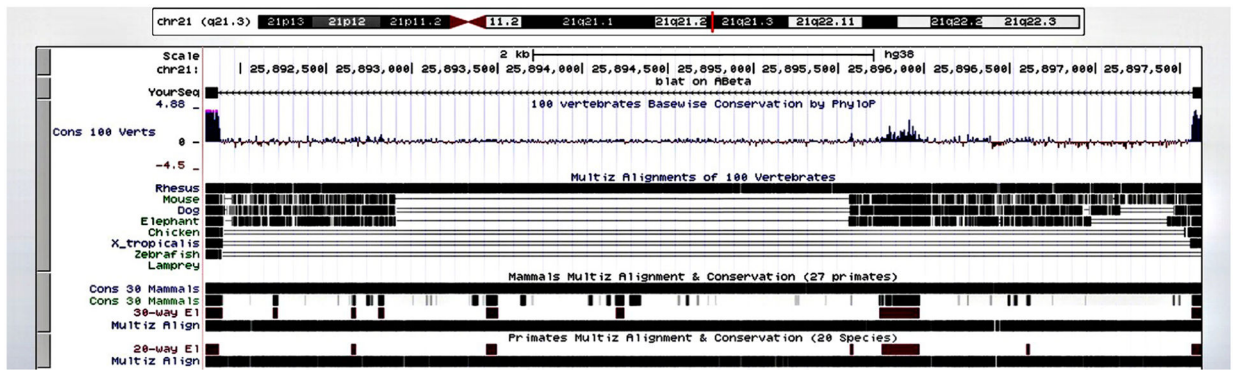 chr21 (q21.3) 21p13 21p12 21p11.2 11.2 21q21.1 21q21.2 21q21.3 21q22.11 21q22.2 21q22.3
Scale 2 kb hg38
chr21: 25,892,500 25,893,000 25,893,500 25,894,000 25,894,500 25,895,000 25,895,500 25,896,000 25,896,500 25,897,000 25,897,500
blat on ABeta
YourSeq
4.88 100 vertebrates Basewise Conservation by PhyloP
Cons 100 Verts
0
-4.5
Multiz Alignments of 100 Vertebrates
Rhesus
Mouse
Dog
Elephant
Chicken
X_tropicalis
Zebrafish
Lamprey
Mammals Multiz Alignment & Conservation (27 primates)
Cons 30 Mammals
Cons 30 Mammals
30-way El
Multiz Align
Primates Multiz Alignment & Conservation (20 Species)
20-way El
Multiz Align